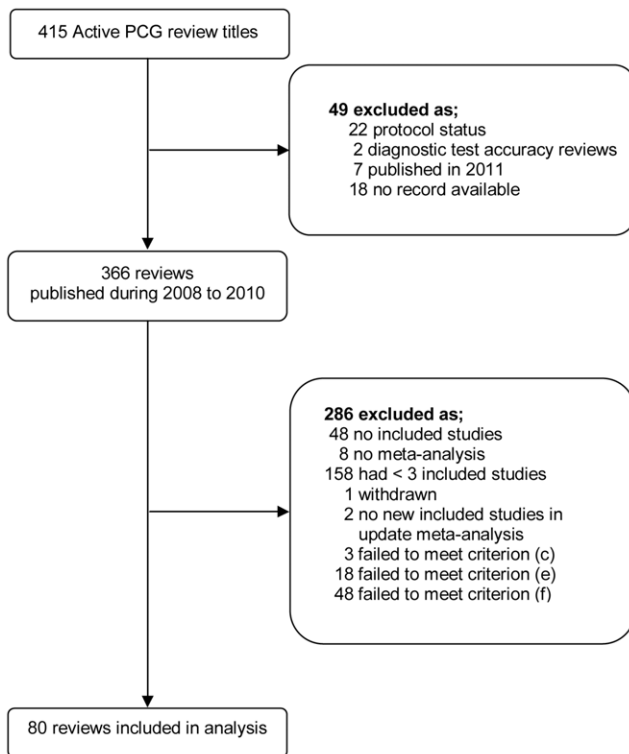 415 Active PCG review titles
49 excluded as;
22 protocol status
2 diagnostic test accuracy reviews
7 published in 2011
18 no record available
366 reviews
published during 2008 to 2010
286 excluded as;
48 no included studies
8 no meta-analysis
158 had < 3 included studies
1 withdrawn
2 no new included studies in
update meta-analysis
3 failed to meet criterion (c)
18 failed to meet criterion (e)
48 failed to meet criterion (f)
80 reviews included in analysis